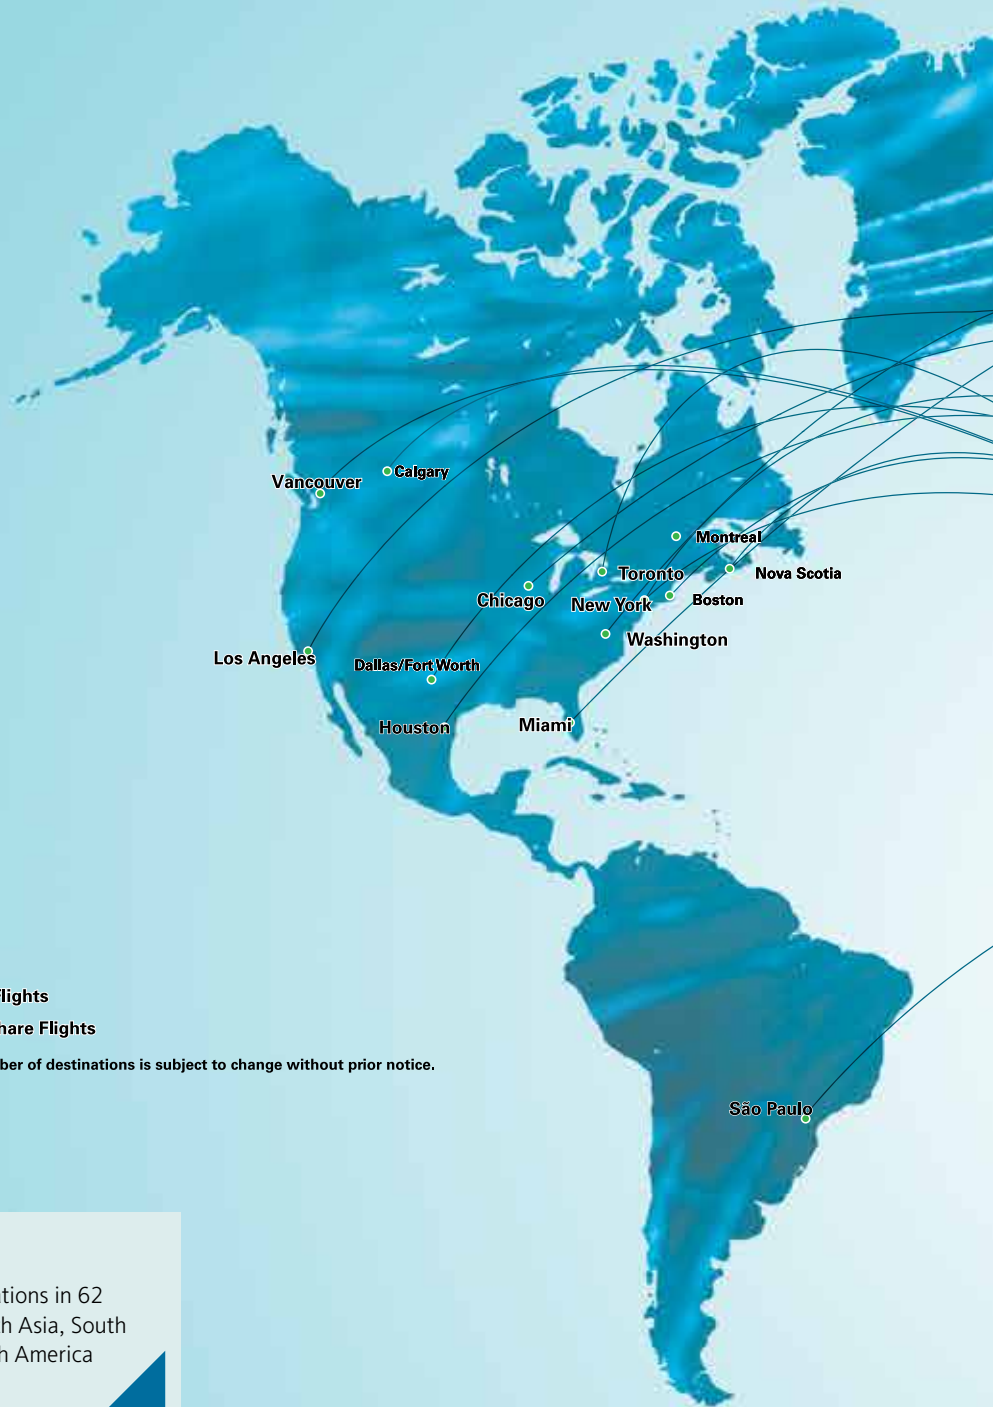 Calgary
Vancouver
Montreal
Toronto
Nova Scotia
Chicago
New York
Boston
Washington
Los Angeles
Dallas/Fort Worth
Houston
Miami
lights
hare Flights
ber of destinations is subject to change without prior notice.
São Paulo
tions in 62
h Asia, South
h America